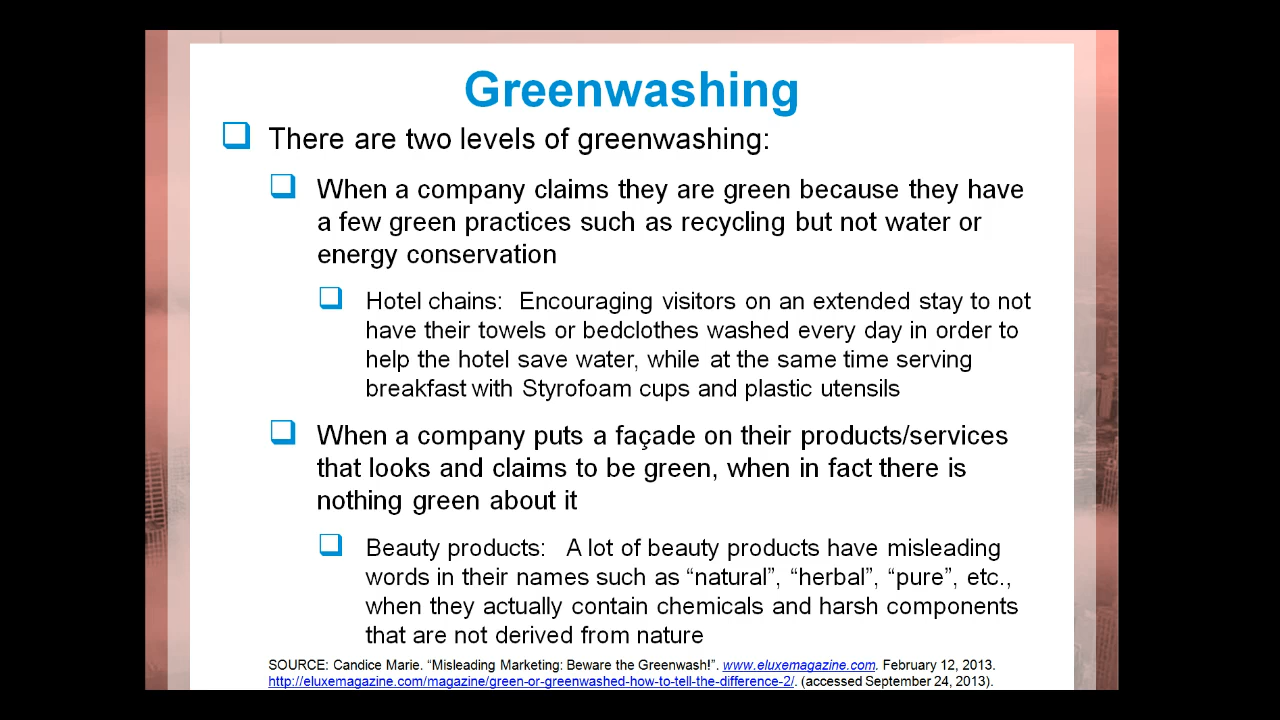 Greenwashing
There are two levels of greenwashing:
When a company claims they are green because they have
a few green practices such as recycling but not water or
energy conservation
Hotel chains:  Encouraging visitors on an extended stay to not
have their towels or bedclothes washed every day in order to
help the hotel save water, while at the same time serving
breakfast with Styrofoam cups and plastic utensils
When a company puts a façade on their products/services
that looks and claims to be green, when in fact there is
nothing green about it
Beauty products:   A lot of beauty products have misleading
words in their names such as “natural”, “herbal”, “pure”, etc.,
when they actually contain chemicals and harsh components
that are not derived from nature
SOURCE: Candice Marie. “Misleading Marketing: Beware the Greenwash!”. www.eluxemagazine.com. February 12, 2013.
http://eluxemagazine.com/magazine/green-or-greenwashed-how-to-tell-the-difference-2/. (accessed September 24, 2013).